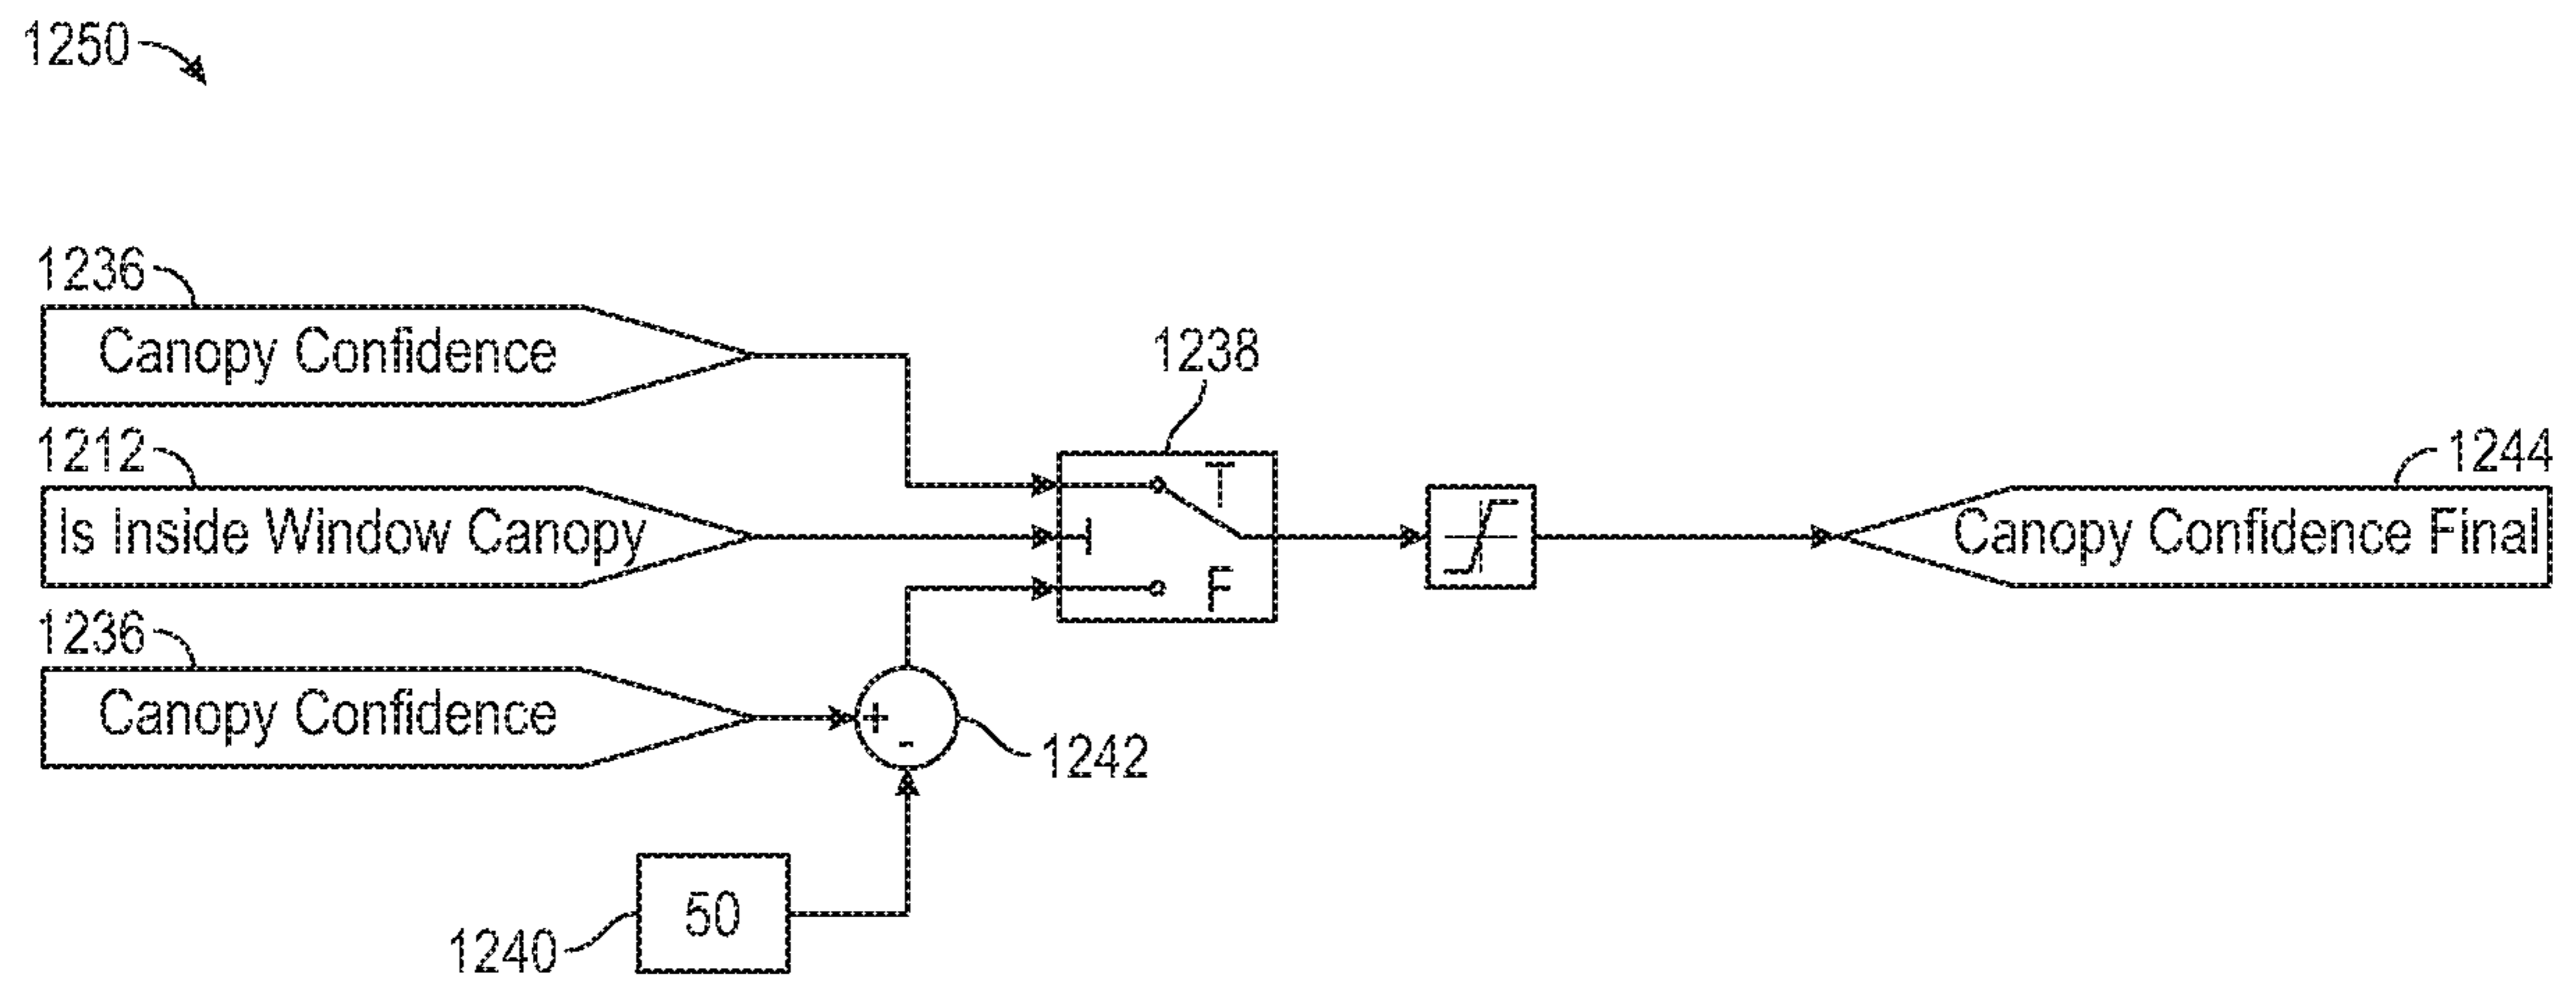 1250
1236
Canopy Confidence
1238
1212
1244
T
Is Inside Window Canopy
Canopy Confidence Final
F
1236
Canopy Confidence
+
-
1242
50
1240